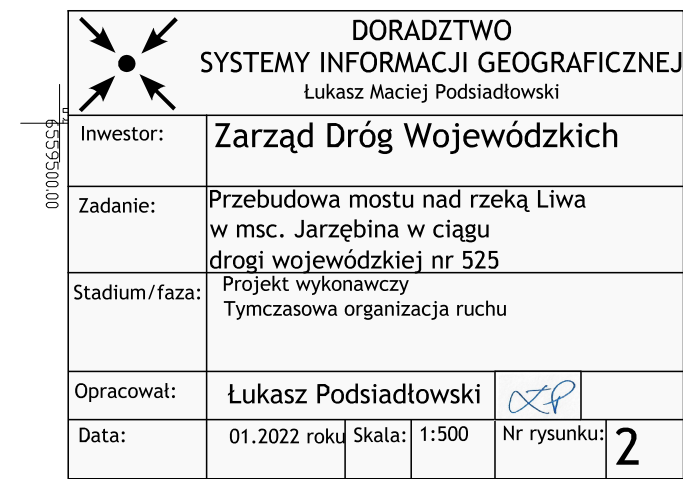 DORADZTWO
SYSTEMY INFORMACJI GEOGRAFICZNEJ
Łukasz Maciej Podsiadłowski
6559500.00
Inwestor: Zarząd Dróg Wojewódzkich
Zadanie: Przebudowa mostu nad rzeką Liwa
w msc. Jarzębina w ciągu
drogi wojewódzkiej nr 525
Stadium/faza: Projekt wykonawczy
Tymczasowa organizacja ruchu
Opracował: Łukasz Podsiadłowski ŁP
Data: 01.2022 roku Skala: 1:500 Nr rysunku: 2